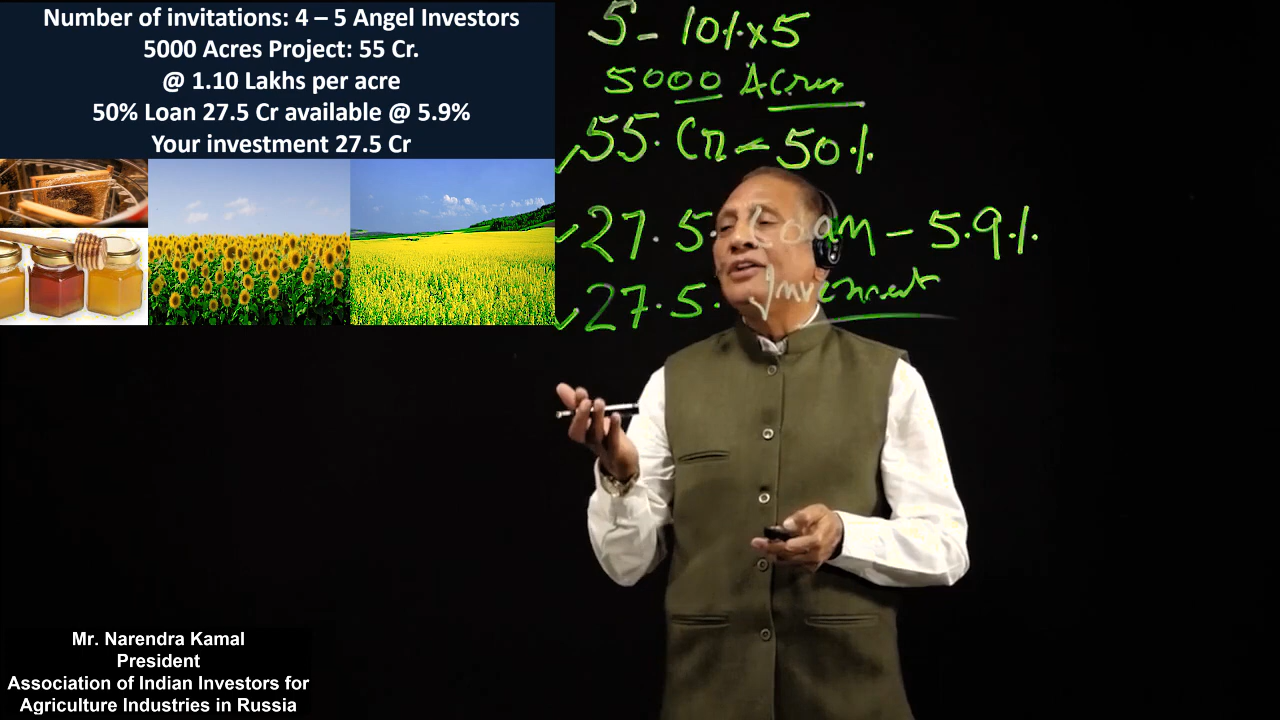 Number of invitations: 4 – 5 Angel Investors
5000 Acres Project: 55 Cr.
@ 1.10 Lakhs per acre
50% Loan 27.5 Cr available @ 5.9%
Your investment 27.5 Cr
5 - 10%x5
5000 Acres
55. Cr - 50%
27.5. Loan - 5.9%
27.5. Investment
Mr. Narendra Kamal
President
Association of Indian Investors for
Agriculture Industries in Russia